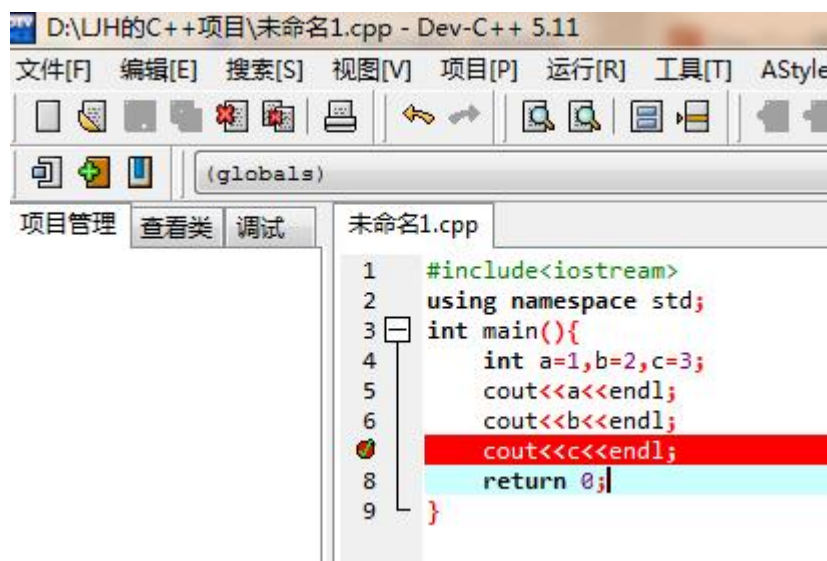 D:\LJH的C++项目\未命名1.cpp - Dev-C++ 5.11
文件[F] 编辑[E] 搜索[S] 视图[V] 项目[P] 运行[R] 工具[T] AStyle
(globals)
项目管理 查看类 调试 未命名1.cpp
1 #include<iostream>
2 using namespace std;
3 int main(){
4 int a=1,b=2,c=3;
5 cout<<a<<endl;
6 cout<<b<<endl;
cout<<c<<endl;
8 return 0;
9 }